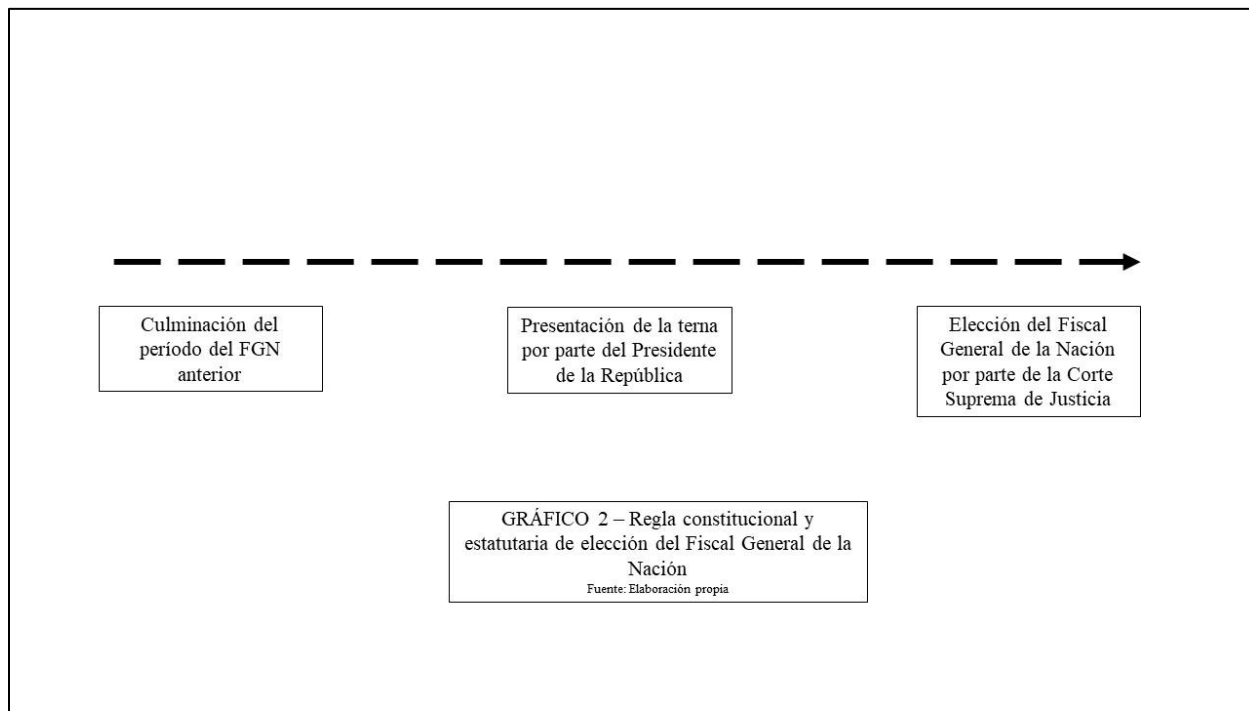 Culminación del
período del FGN
anterior
Presentación de la terna
por parte del Presidente
de la República
Elección del Fiscal
General de la Nación
por parte de la Corte
Suprema de Justicia
GRÁFICO 2 – Regla constitucional y
estatutaria de elección del Fiscal General de la
Nación
Fuente: Elaboración propia